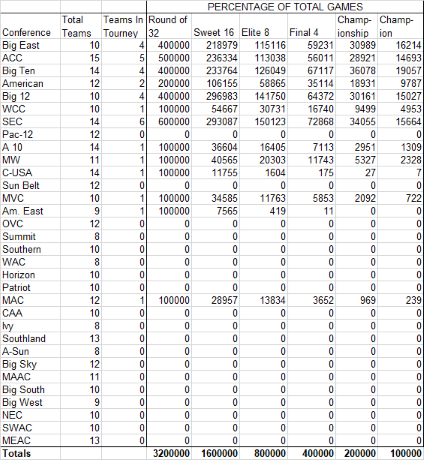 PERCENTAGE OF TOTAL GAMES
Total Teams In Round of Champ- Champ-
Conference Teams Tourney 32 Sweet 16 Elite 8 Final 4 ionship ion
Big East 10 4 400000 218979 115116 59231 30989 16214
ACC 15 5 500000 236334 113038 56011 28921 14693
Big Ten 14 4 400000 233764 126049 67117 36078 19057
American 12 2 200000 106155 58865 35114 18931 9787
Big 12 10 4 400000 296983 141750 64372 30161 15027
WCC 10 1 100000 54667 30731 16740 9499 4953
SEC 14 6 600000 293087 150123 72868 34055 15664
Pac-12 12 0 0 0 0 0 0 0
A 10 14 1 100000 36604 16405 7113 2951 1309
MW 11 1 100000 40565 20303 11743 5327 2328
C-USA 14 1 100000 11755 1604 175 27 7
Sun Belt 12 0 0 0 0 0 0 0
MVC 10 1 100000 34585 11763 5853 2092 722
Am. East 9 1 100000 7565 419 11 0 0
OVC 12 0 0 0 0 0 0 0
Summit 8 0 0 0 0 0 0 0
Southern 10 0 0 0 0 0 0 0
WAC 8 0 0 0 0 0 0 0
Horizon 10 0 0 0 0 0 0 0
Patriot 10 0 0 0 0 0 0 0
MAC 12 1 100000 28957 13834 3652 969 239
CAA 10 0 0 0 0 0 0 0
Ivy 8 0 0 0 0 0 0 0
Southland 13 0 0 0 0 0 0 0
A-Sun 8 0 0 0 0 0 0 0
Big Sky 12 0 0 0 0 0 0 0
MAAC 11 0 0 0 0 0 0 0
Big South 10 0 0 0 0 0 0 0
Big West 9 0 0 0 0 0 0 0
NEC 10 0 0 0 0 0 0 0
SWAC 10 0 0 0 0 0 0 0
MEAC 13 0 0 0 0 0 0 0
Totals 3200000 1600000 800000 400000 200000 100000